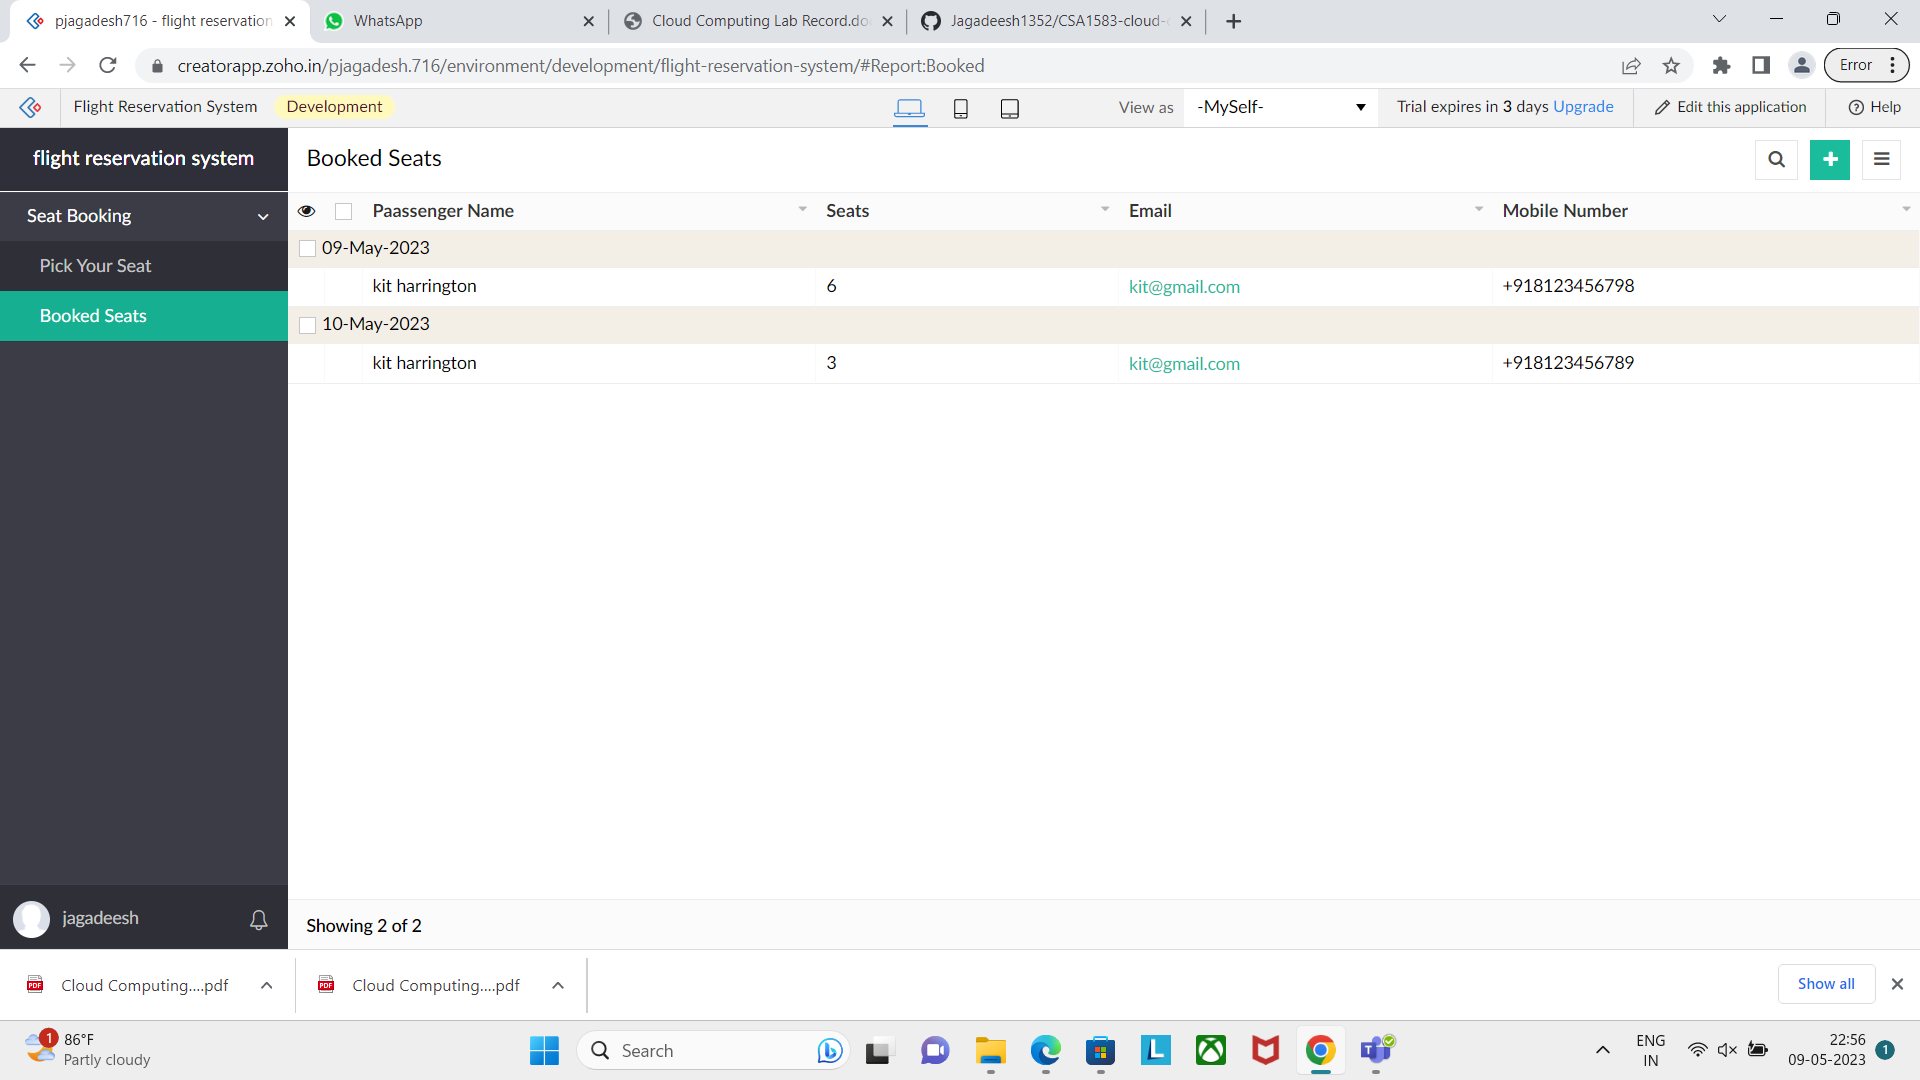 pjagadesh716 - flight reservation
WhatsApp
Cloud Computing Lab Record.do
Jagadeesh1352/CSA1583-cloud-
creatorapp.zoho.in/pjagadesh.716/environment/development/flight-reservation-system/#Report:Booked
Error
Flight Reservation System
Development
View as
-MySelf-
Trial expires in 3 days Upgrade
Edit this application
Help
flight reservation system
Booked Seats
Seat Booking
Pick Your Seat
Booked Seats
Paassenger Name Seats Email Mobile Number
09-May-2023
kit harrington 6 kit@gmail.com +918123456798
10-May-2023
kit harrington 3 kit@gmail.com +918123456789
jagadeesh
Showing 2 of 2
PDF Cloud Computing....pdf
PDF Cloud Computing....pdf
Show all
1
86°F
Partly cloudy
Search
L
T
ENG
IN
22:56
09-05-2023
1